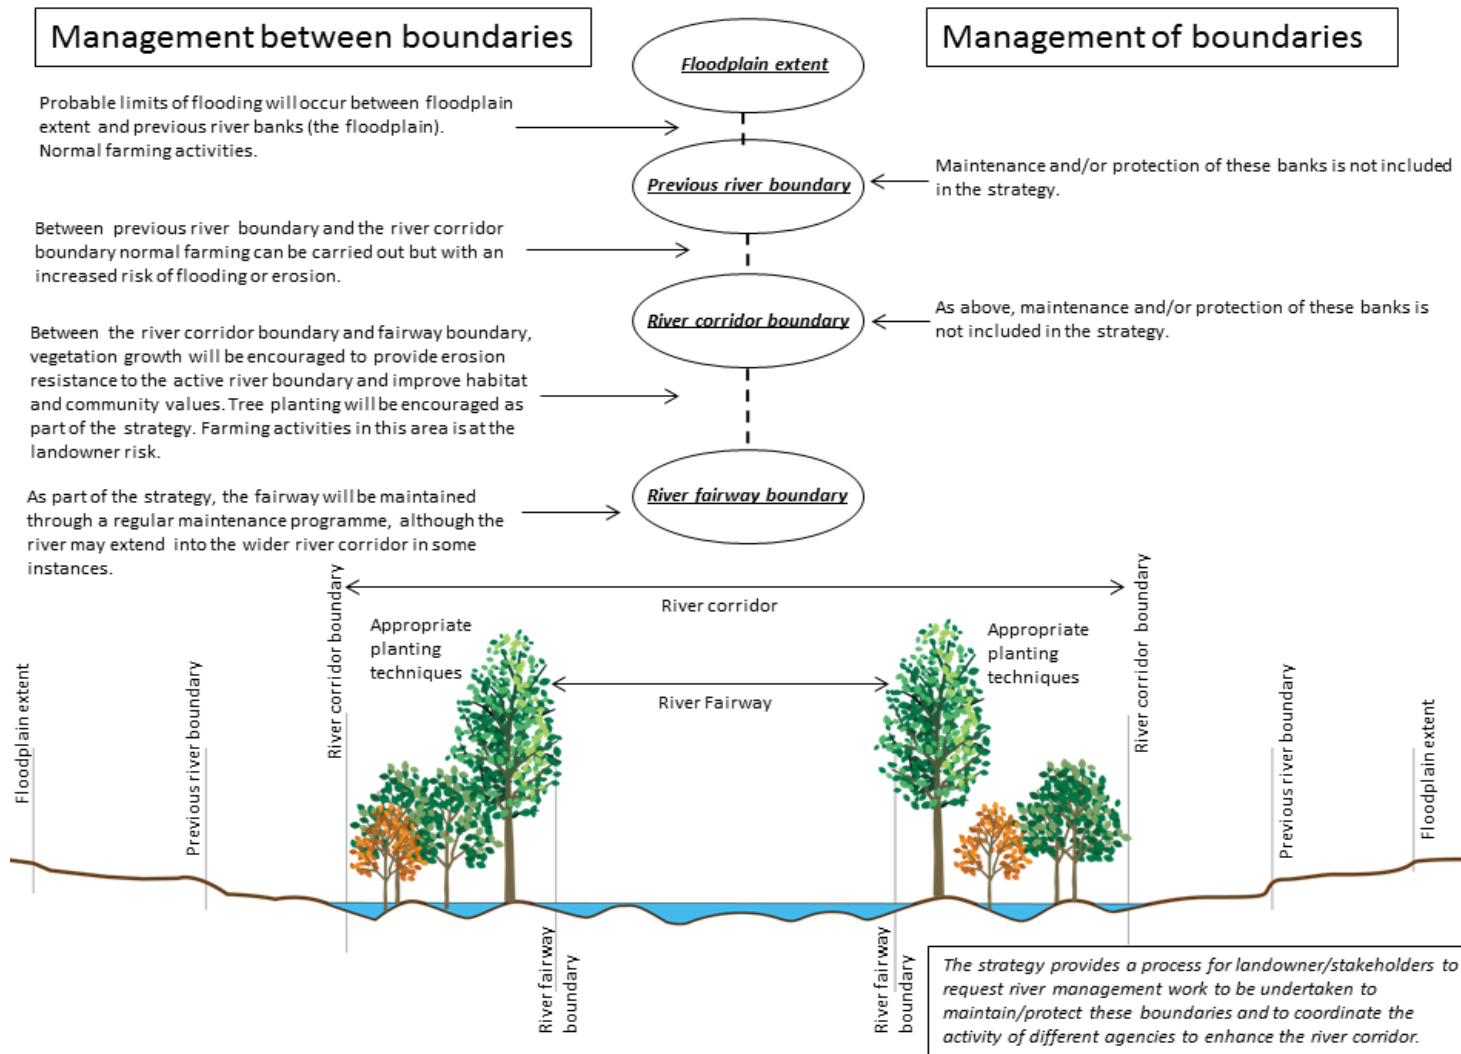 Management between boundaries
Management of boundaries
Floodplain extent
Probable limits of flooding will occur between floodplain
extent and previous river banks (the floodplain).
Normal farming activities.
Previous river boundary
Maintenance and/or protection of these banks is not included
in the strategy.
Between previous river boundary and the river corridor
boundary normal farming can be carried out but with an
increased risk of flooding or erosion.
River corridor boundary
As above, maintenance and/or protection of these banks is
not included in the strategy.
Between the river corridor boundary and fairway boundary,
vegetation growth will be encouraged to provide erosion
resistance to the active river boundary and improve habitat
and community values. Tree planting will be encouraged as
part of the strategy. Farming activities in this area is at the
landowner risk.
River fairway boundary
As part of the strategy, the fairway will be maintained
through a regular maintenance programme, although the
river may extend into the wider river corridor in some
instances.
River corridor
Appropriate
planting
techniques
Appropriate
planting
techniques
River Fairway
Floodplain extent
Previous river boundary
River corridor boundary
River corridor boundary
Previous river boundary
Floodplain extent
River fairway
boundary
River fairway
boundary
The strategy provides a process for landowner/stakeholders to
request river management work to be undertaken to
maintain/protect these boundaries and to coordinate the
activity of different agencies to enhance the river corridor.